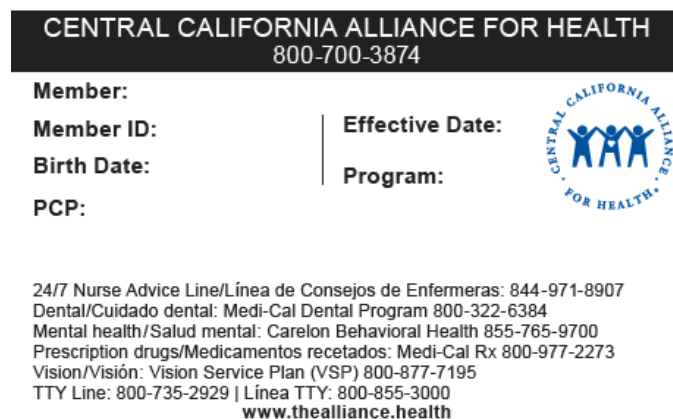 CENTRAL CALIFORNIA ALLIANCE FOR HEALTH
800-700-3874
Member:
Member ID:
Birth Date:
PCP:
Effective Date:
Program:
CENTRAL CALIFORNIA ALLIANCE
FOR HEALTH
24/7 Nurse Advice Line/Línea de Consejos de Enfermeras: 844-971-8907
Dental/Cuidado dental: Medi-Cal Dental Program 800-322-6384
Mental health/Salud mental: Carelon Behavioral Health 855-765-9700
Prescription drugs/Medicamentos recetados: Medi-Cal Rx 800-977-2273
Vision/Visión: Vision Service Plan (VSP) 800-877-7195
TTY Line: 800-735-2929 | Línea TTY: 800-855-3000
www.thealliance.health